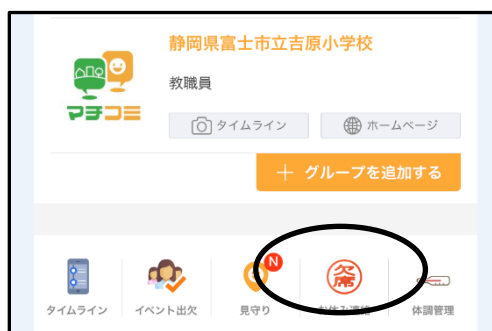 静岡県富士市立吉原小学校
マチコミ
教職員
タイムライン
ホームページ
＋ グループを追加する
N
欠席
タイムライン
イベント出欠
見守り
お休み連絡
体調管理